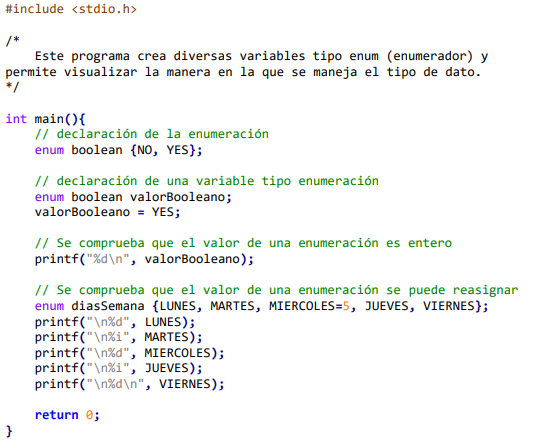 #include <stdio.h>
/*
Este programa crea diversas variables tipo enum (enumerador) y
permite visualizar la manera en la que se maneja el tipo de dato.
*/
int main(){
// declaración de la enumeración
enum boolean {NO, YES};
// declaración de una variable tipo enumeración
enum boolean valorBooleano;
valorBooleano = YES;
// Se comprueba que el valor de una enumeración es entero
printf("%d\n", valorBooleano);
// Se comprueba que el valor de una enumeración se puede reasignar
enum diasSemana {LUNES, MARTES, MIERCOLES=5, JUEVES, VIERNES};
printf("\n%d", LUNES);
printf("\n%i", MARTES);
printf("\n%d", MIERCOLES);
printf("\n%i", JUEVES);
printf("\n%d\n", VIERNES);
return 0;
}